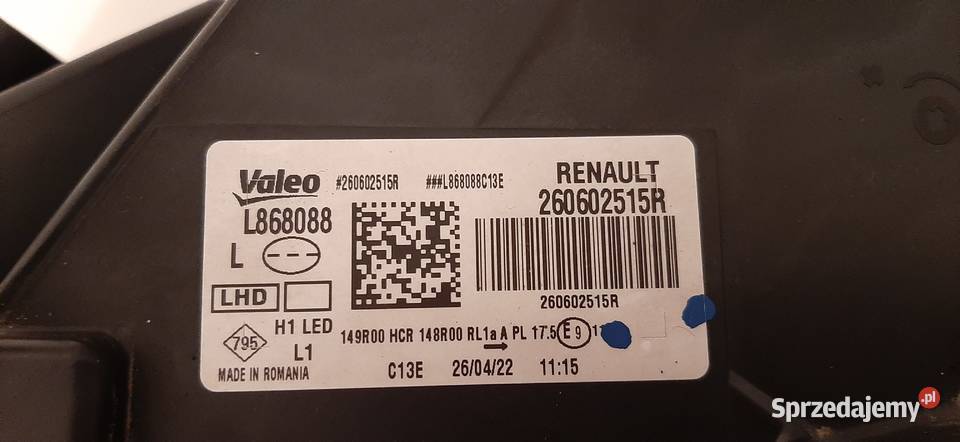 Valeo #260602515R ###L868088C13E RENAULT
L868088 260602515R
L
LHD 260602515R
795 H1 LED 149R00 HCR 148R00 RL1a A PL 17.5 E9
L1
MADE IN ROMANIA C13E 26/04/22 11:15
Sprzedajemy.pl